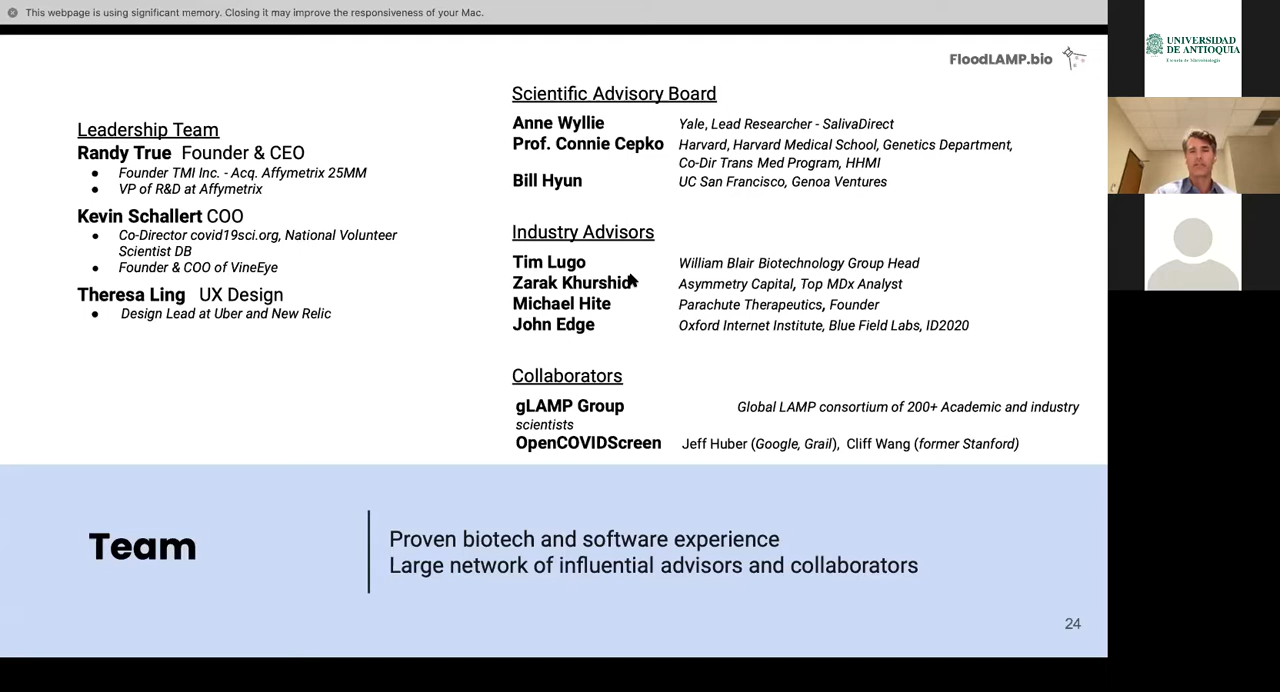 This webpage is using significant memory. Closing it may improve the responsiveness of your Mac.
FloodLAMP.bio
Leadership Team
Randy True Founder & CEO
● Founder TMI Inc. - Acq. Affymetrix 25MM
● VP of R&D at Affymetrix
Kevin Schallert COO
● Co-Director covid19sci.org, National Volunteer
Scientist DB
● Founder & COO of VineEye
Theresa Ling UX Design
● Design Lead at Uber and New Relic
Scientific Advisory Board
Anne Wyllie Yale, Lead Researcher - SalivaDirect
Prof. Connie Cepko Harvard, Harvard Medical School, Genetics Department,
Co-Dir Trans Med Program, HHMI
Bill Hyun UC San Francisco, Genoa Ventures
Industry Advisors
Tim Lugo William Blair Biotechnology Group Head
Zarak Khurshid Asymmetry Capital, Top MDx Analyst
Michael Hite Parachute Therapeutics, Founder
John Edge Oxford Internet Institute, Blue Field Labs, ID2020
Collaborators
gLAMP Group Global LAMP consortium of 200+ Academic and industry
scientists
OpenCOVIDScreen Jeff Huber (Google, Grail), Cliff Wang (former Stanford)
Team
Proven biotech and software experience
Large network of influential advisors and collaborators
24
UNIVERSIDAD
DE ANTIOQUIA
Escuela de Microbiología